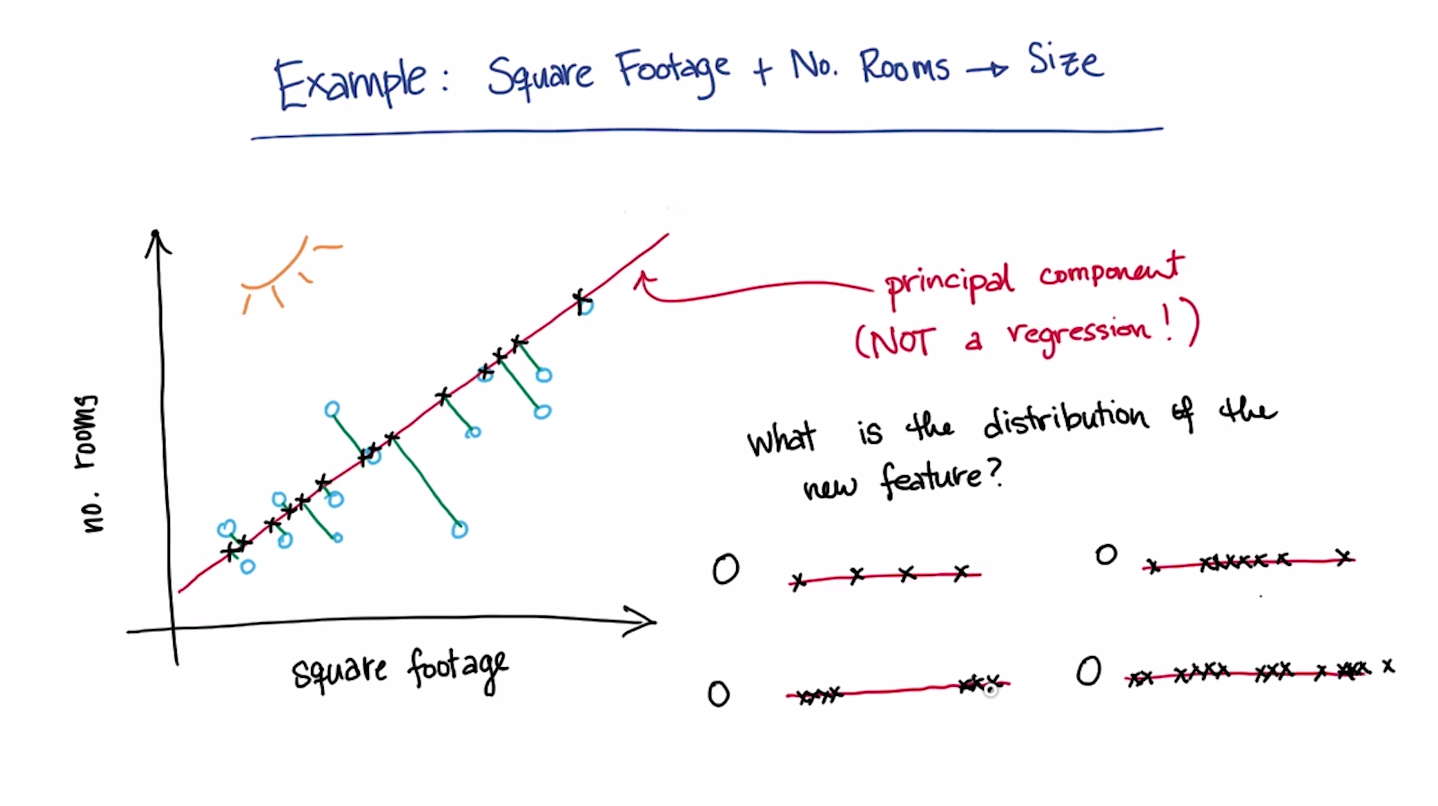 Example: Square Footage + No. Rooms → Size
principal component
(NOT a regression!)
no. rooms
What is the distribution of the
new feature?
square footage